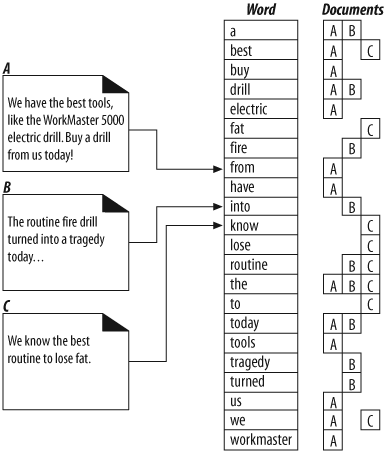 Word Documents
A
We have the best tools,
like the WorkMaster 5000
electric drill. Buy a drill
from us today!
B
The routine fire drill
turned into a tragedy
today…
C
We know the best
routine to lose fat.
a A B
best A C
buy A
drill A B
electric A
fat C
fire B
from A
have A
into B
know C
lose C
routine B C
the A B C
to C
today A B
tools A
tragedy B
turned B
us A
we A C
workmaster A